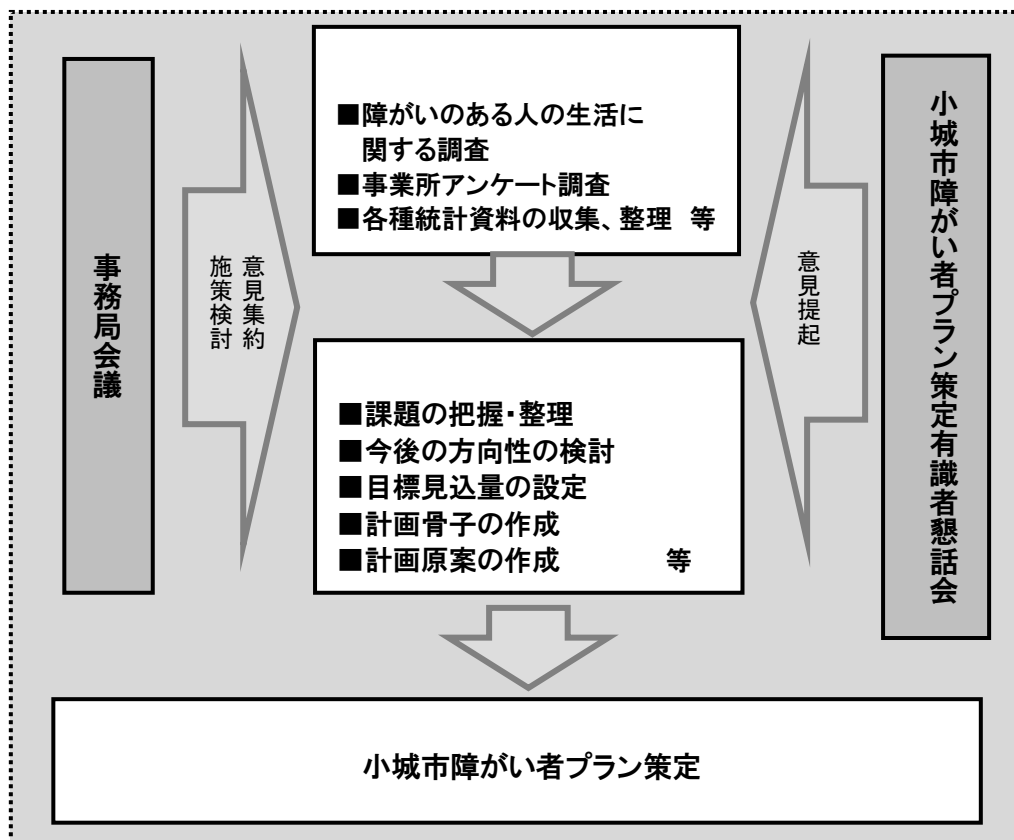 ■障がいのある人の生活に
関する調査
■事業所アンケート調査
■各種統計資料の収集、整理 等
事務局会議
意見集約
施策検討
意見提起
小城市障がい者プラン策定有識者懇話会
■課題の把握・整理
■今後の方向性の検討
■目標見込量の設定
■計画骨子の作成
■計画原案の作成 等
小城市障がい者プラン策定